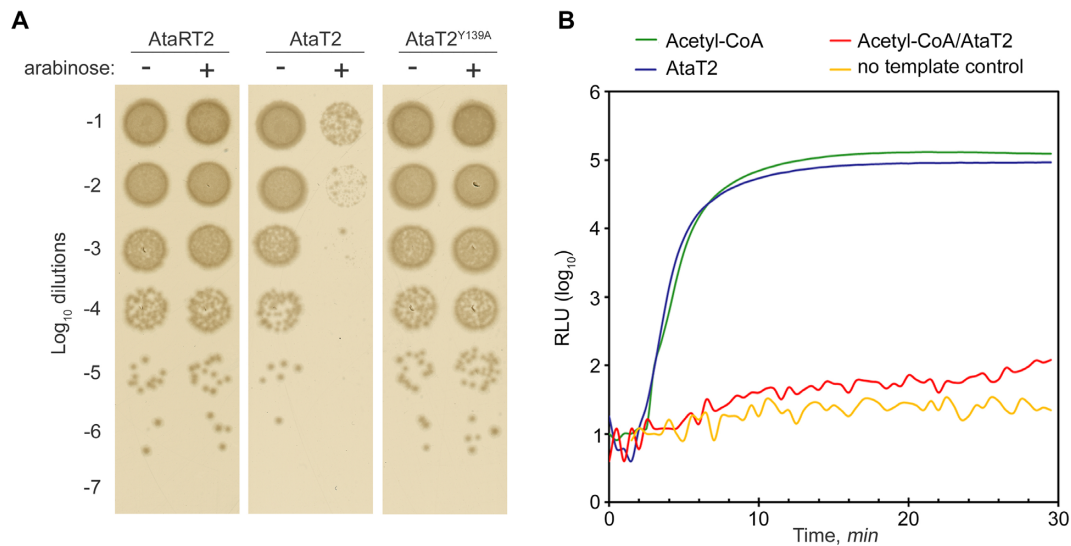 A
AtaRT2 AtaT2 AtaT2Y139A
arabinose: - + - + - +
Log10 dilutions
-1
-2
-3
-4
-5
-6
-7
B
Acetyl-CoA Acetyl-CoA/AtaT2
AtaT2 no template control
RLU (log10)
6
5
4
3
2
1
0
0 10 20 30
Time, min